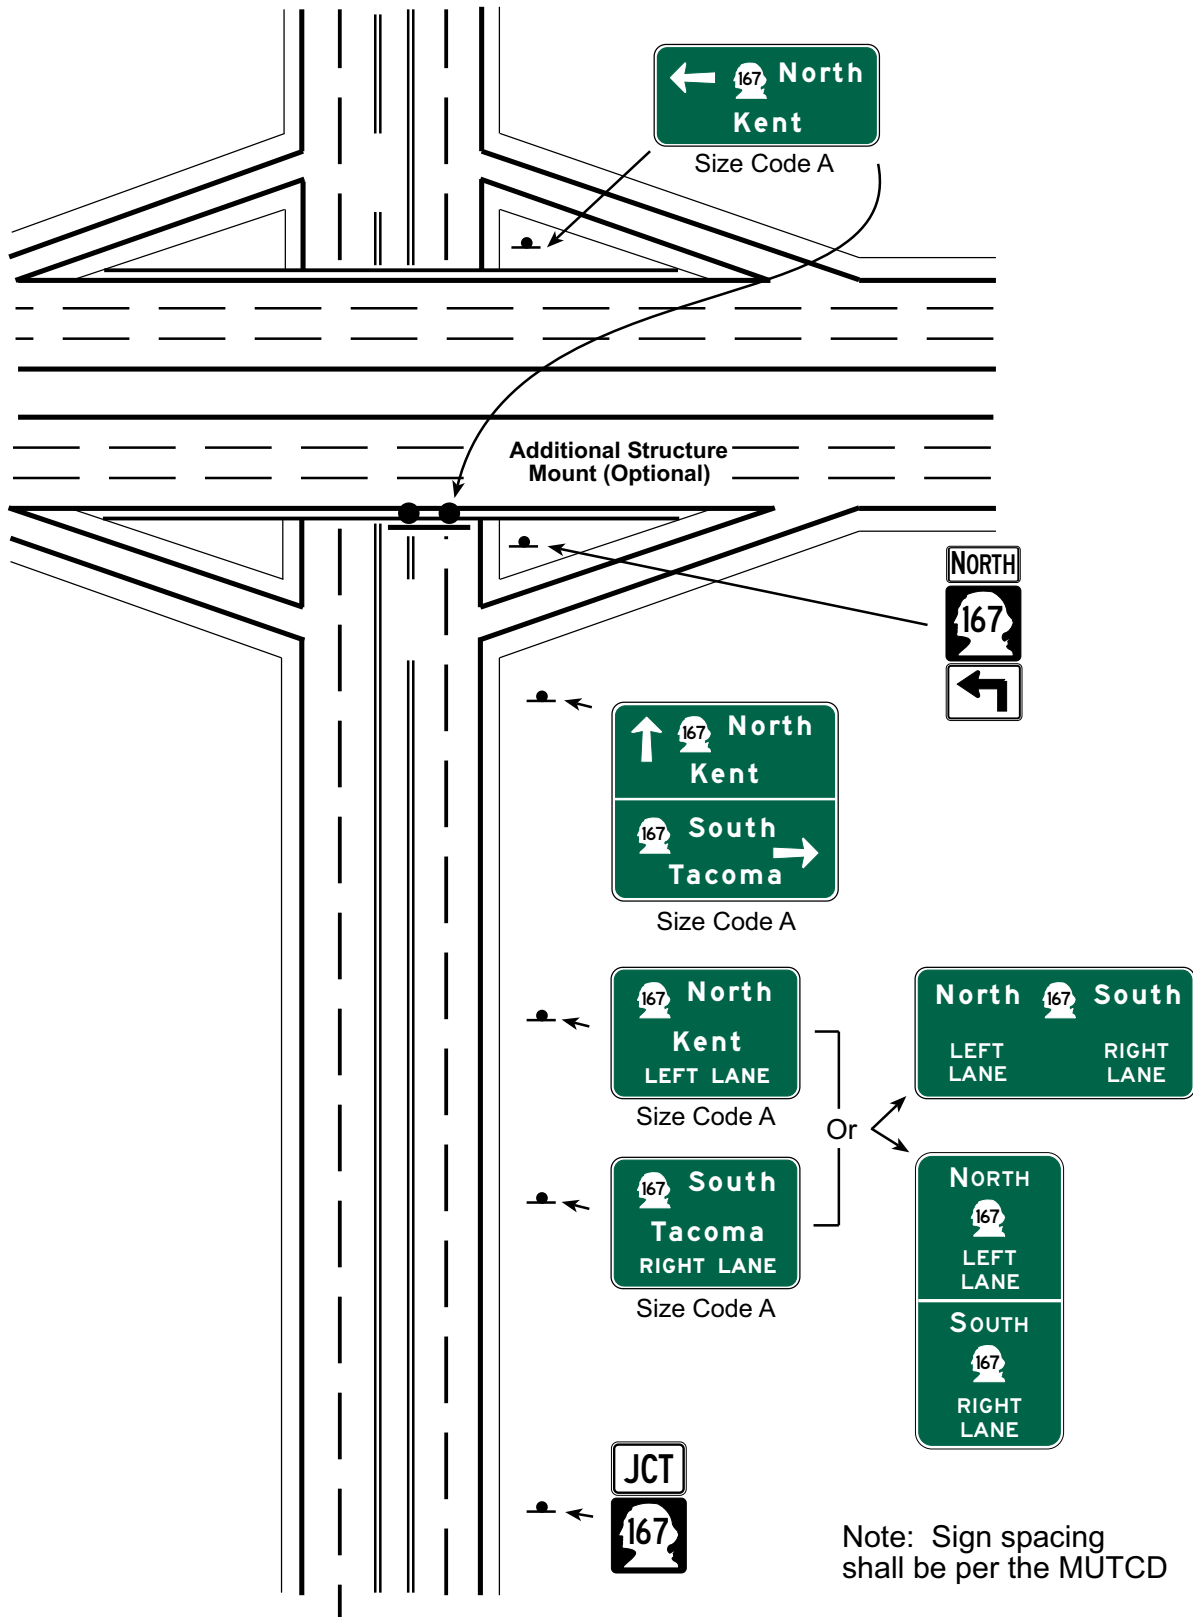 167 North
Kent
Size Code A
Additional Structure
Mount (Optional)
NORTH
167
167 North
Kent
167 South
Tacoma
Size Code A
167 North
Kent
LEFT LANE
Size Code A
North 167 South
LEFT LANE
RIGHT LANE
Or
167 South
Tacoma
RIGHT LANE
Size Code A
NORTH
167
LEFT
LANE
SOUTH
167
RIGHT
LANE
JCT
167
Note: Sign spacing
shall be per the MUTCD